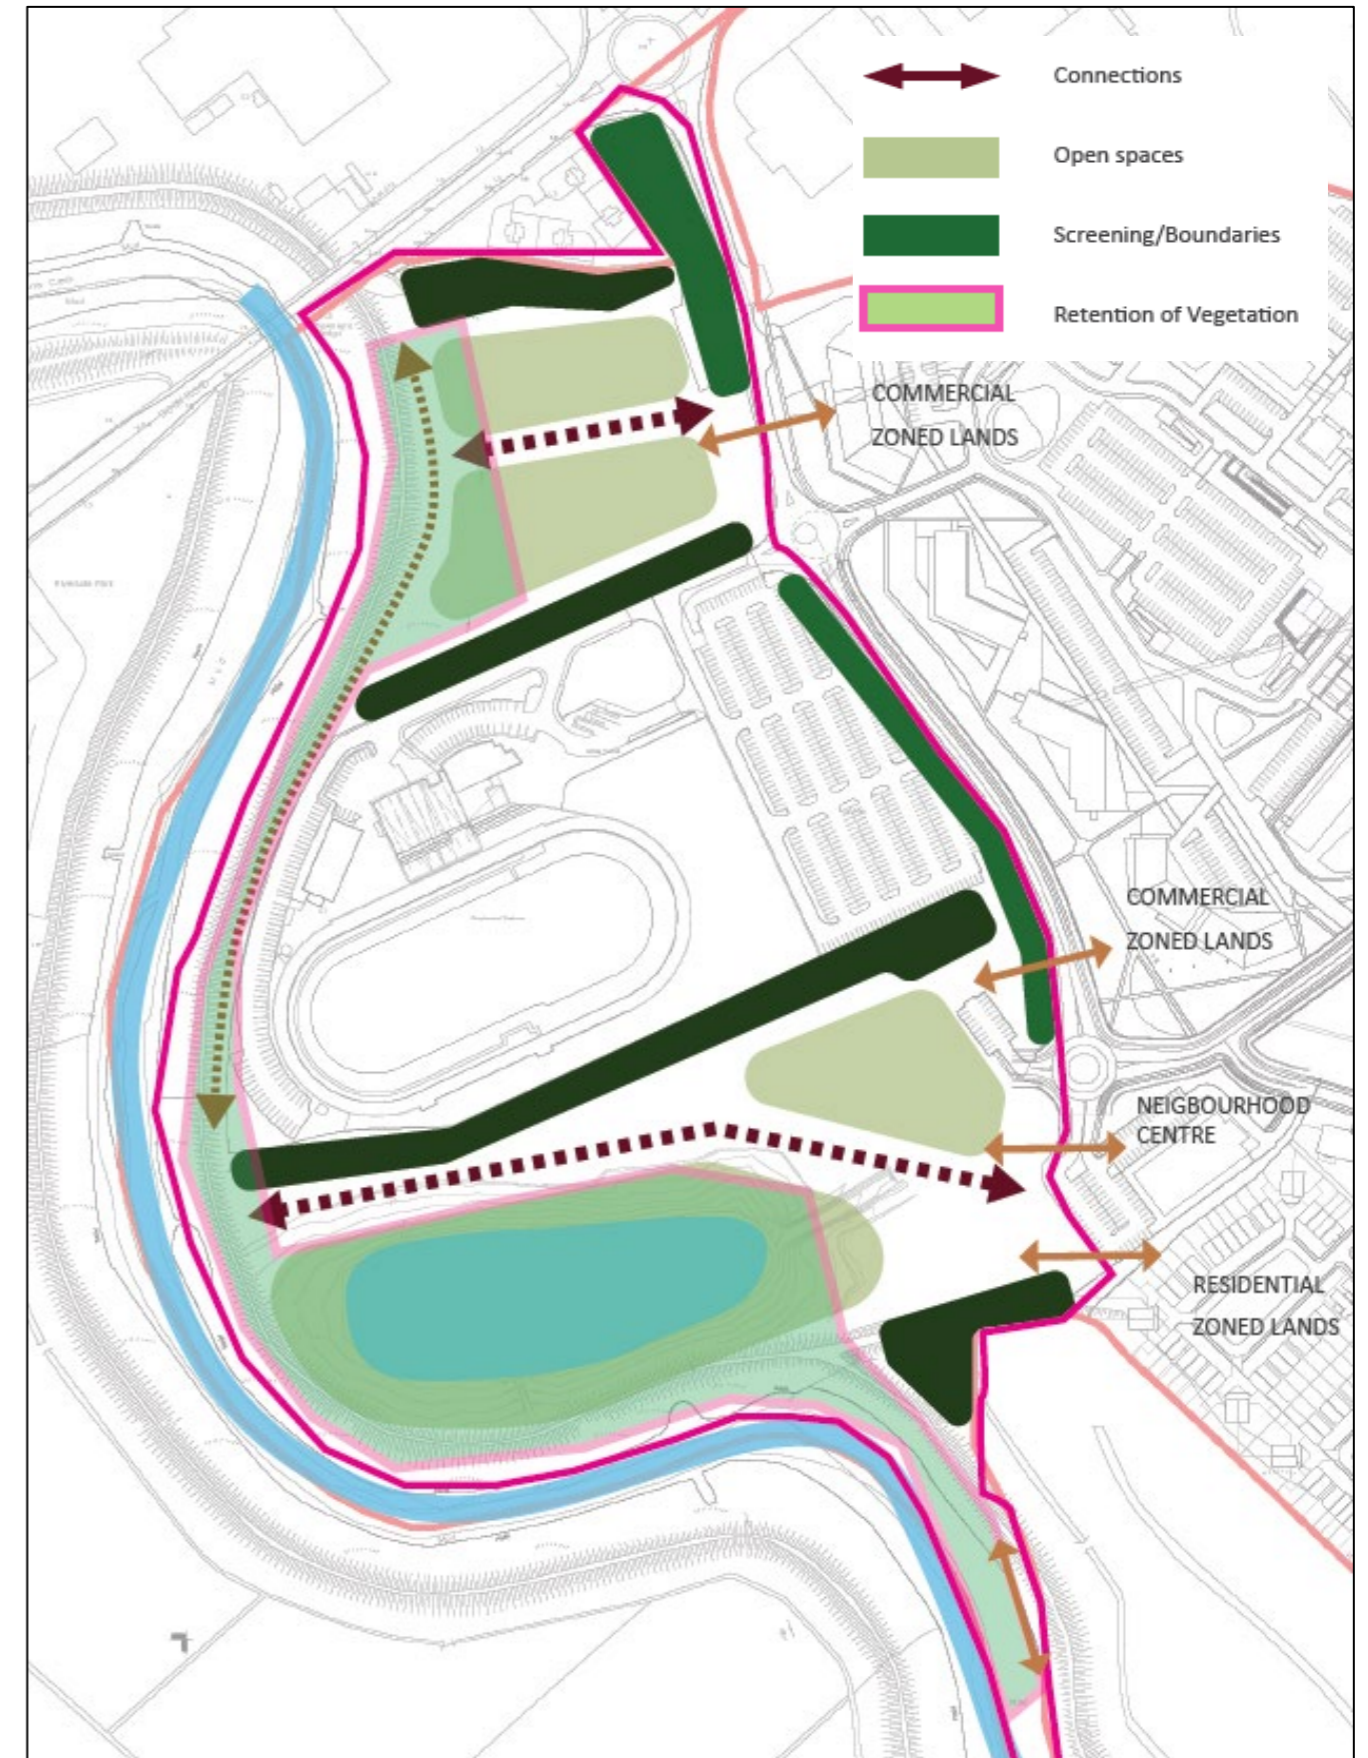 Connections
Open spaces
Screening/Boundaries
Retention of Vegetation
COMMERCIAL
ZONED LANDS
COMMERCIAL
ZONED LANDS
NEIGBOURHOOD
CENTRE
RESIDENTIAL
ZONED LANDS